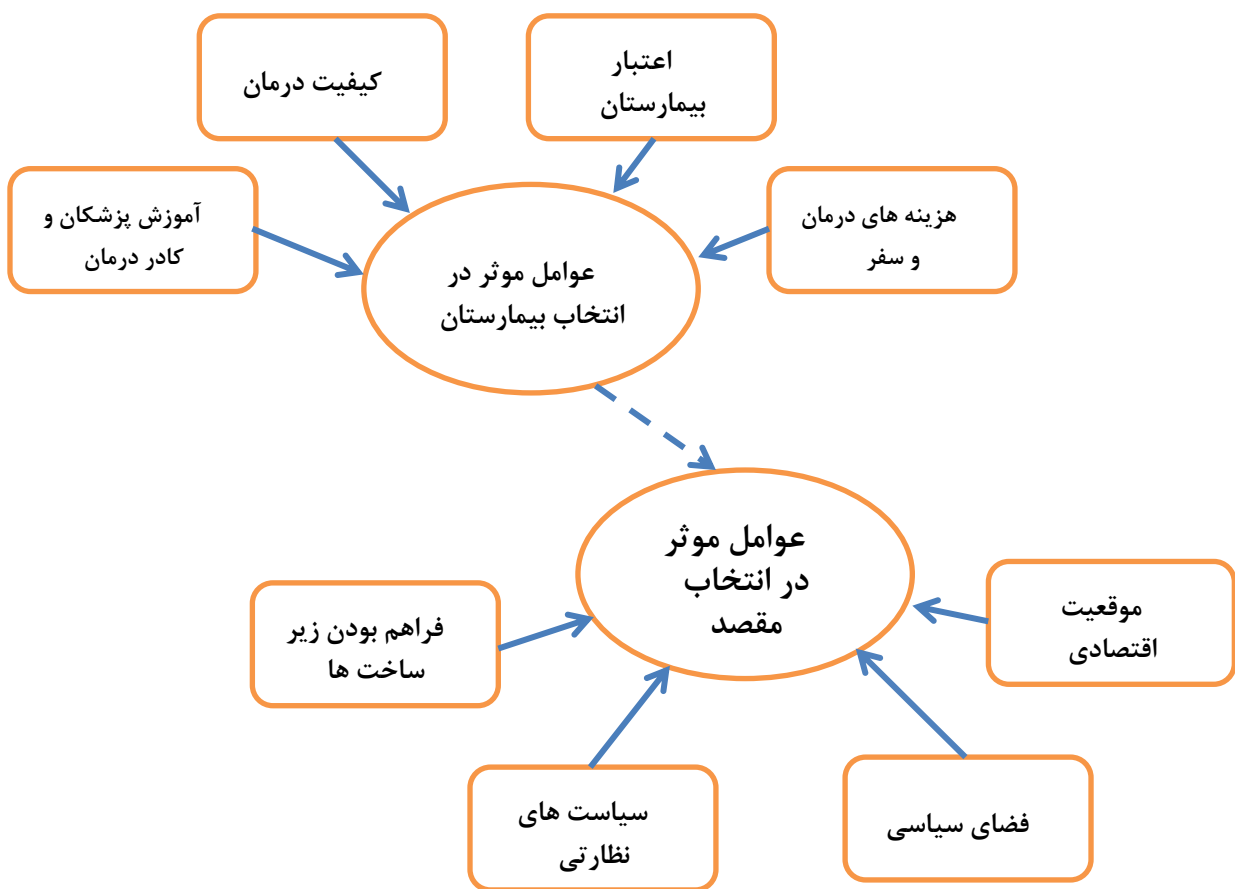 کیفیت درمان
اعتبار
بیمارستان
آموزش پزشکان و
کادر درمان
هزینه های درمان
و سفر
عوامل موثر در
انتخاب بیمارستان
عوامل موثر
در انتخاب
مقصد
فراهم بودن زیر
ساخت ها
موقعیت
اقتصادی
سیاست های
نظارتی
فضای سیاسی